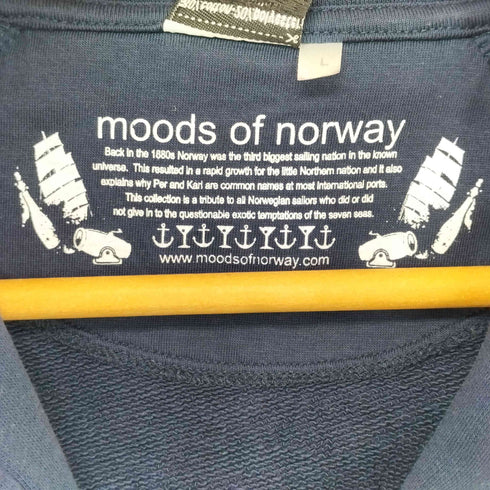 L
moods of norway
Back in the 1880s Norway was the third biggest sailing nation in the known
universe. This resulted in a rapid growth for the little Northern nation and it also
explains why Per and Kari are common names at most international ports.
This collection is a tribute to all Norwegian sailors who did or did
not give in to the questionable exotic temptations of the seven seas.
www.moodsofnorway.com